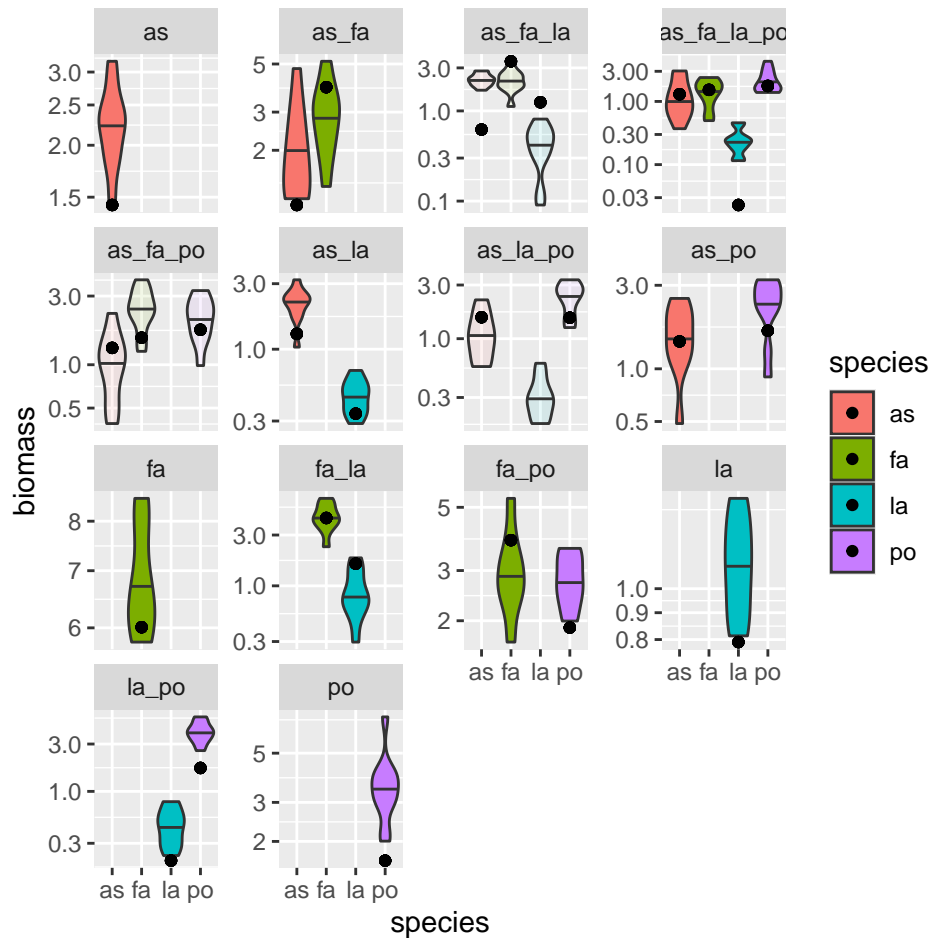 as as_fa as_fa_la as_fa_la_po
3.0 2.5 2.0 1.5
5 3 2
3.0 1.0 0.3 0.1
3.00 1.00 0.30 0.10 0.03
as_fa_po as_la as_la_po as_po
3.0 1.0 0.5
3.0 1.0 0.3
3.0 1.0 0.3
3.0 1.0 0.5
fa fa_la fa_po la
8 7 6
3.0 1.0 0.3
5 3 2
1.0 0.9 0.8
as fa la po
as fa la po
la_po po
3.0 1.0 0.3
5 3 2
as fa la po
as fa la po
species
biomass
species
as
fa
la
po